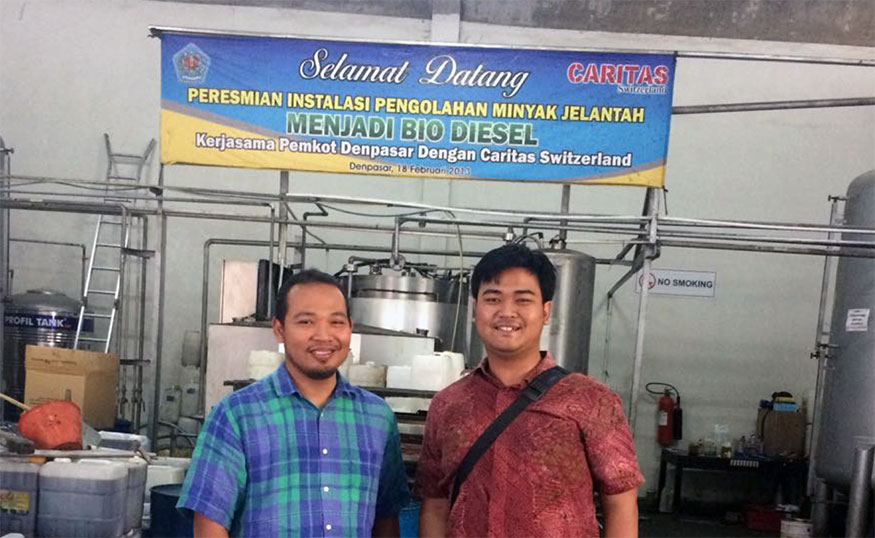 Selamat Datang
CARITAS
Switzerland
PERESMIAN INSTALASI PENGOLAHAN MINYAK JELANTAH
MENJADI BIO DIESEL
Kerjasama Pemkot Denpasar Dengan Caritas Switzerland
Denpasar, 18 Februari 2013
NO SMOKING
PROFIL TANK